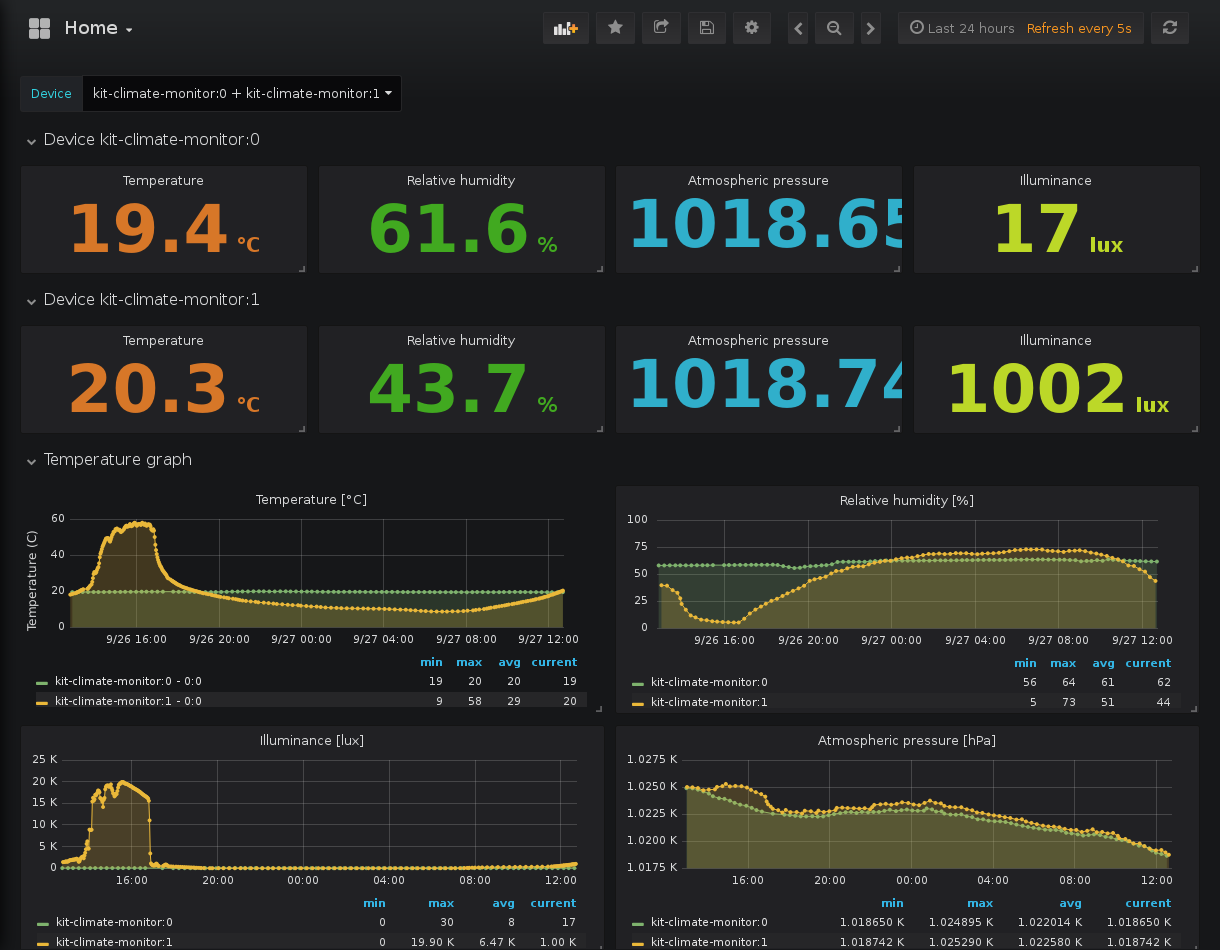 Home
Last 24 hours Refresh every 5s
Device kit-climate-monitor:0 + kit-climate-monitor:1
Device kit-climate-monitor:0
Temperature Relative humidity Atmospheric pressure Illuminance
19.4 °C 61.6 % 1018.65 17 lux
Device kit-climate-monitor:1
Temperature Relative humidity Atmospheric pressure Illuminance
20.3 °C 43.7 % 1018.74 1002 lux
Temperature graph
Temperature [°C]
Temperature (C)
60
40
20
0
9/26 16:00 9/26 20:00 9/27 00:00 9/27 04:00 9/27 08:00 9/27 12:00
min max avg current
kit-climate-monitor:0 - 0:0 19 20 20 19
kit-climate-monitor:1 - 0:0 9 58 29 20
Relative humidity [%]
100
75
50
25
0
9/26 16:00 9/26 20:00 9/27 00:00 9/27 04:00 9/27 08:00 9/27 12:00
min max avg current
kit-climate-monitor:0 56 64 61 62
kit-climate-monitor:1 5 73 51 44
Illuminance [lux]
25 K
20 K
15 K
10 K
5 K
0
16:00 20:00 00:00 04:00 08:00 12:00
min max avg current
kit-climate-monitor:0 0 30 8 17
kit-climate-monitor:1 0 19.90 K 6.47 K 1.00 K
Atmospheric pressure [hPa]
1.0275 K
1.0250 K
1.0225 K
1.0200 K
1.0175 K
16:00 20:00 00:00 04:00 08:00 12:00
min max avg current
kit-climate-monitor:0 1.018650 K 1.024895 K 1.022014 K 1.018650 K
kit-climate-monitor:1 1.018742 K 1.025290 K 1.022580 K 1.018742 K